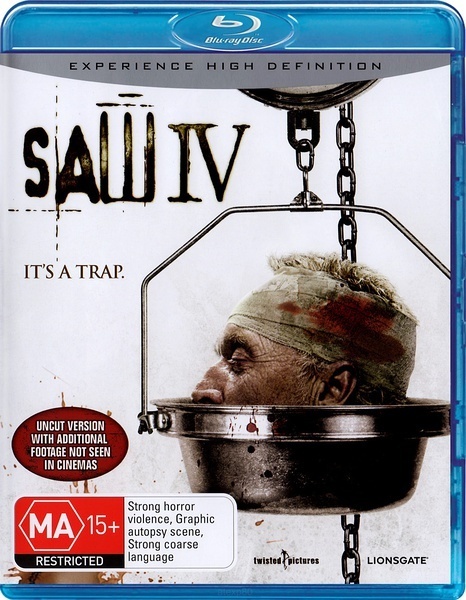 Blu-ray Disc
EXPERIENCE HIGH DEFINITION
SAW IV
IT'S A TRAP.
UNCUT VERSION
WITH ADDITIONAL
FOOTAGE NOT SEEN
IN CINEMAS
MA 15+
RESTRICTED
Strong horror
violence, Graphic
autopsy scene,
Strong coarse
language
twisted pictures
LIONSGATE